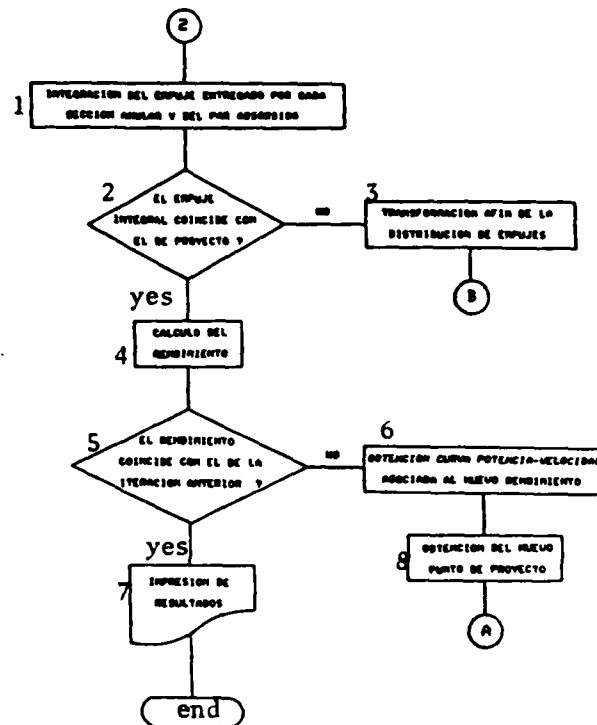 2
1
INTEGRACION DEL EMPUJE ENTREGADO POR CADA
SECCION ANULAR Y DEL PAR ABSORBIDO
2
EL EMPUJE
INTEGRAL COINCIDE CON
EL DE PROYECTO ?
NO
3
TRANSFORMACION AFIN DE LA
DISTRIBUCION DE EMPUJES
B
yes
4
CALCULO DEL
RENDIMIENTO
5
EL RENDIMIENTO
COINCIDE CON EL DE LA
ITERACION ANTERIOR ?
NO
6
OBTENCION CURVA POTENCIA-VELOCIDAD
ASOCIADA AL NUEVO RENDIMIENTO
yes
7
IMPRESION DE
RESULTADOS
8
OBTENCION DEL NUEVO
PUNTO DE PROYECTO
A
end